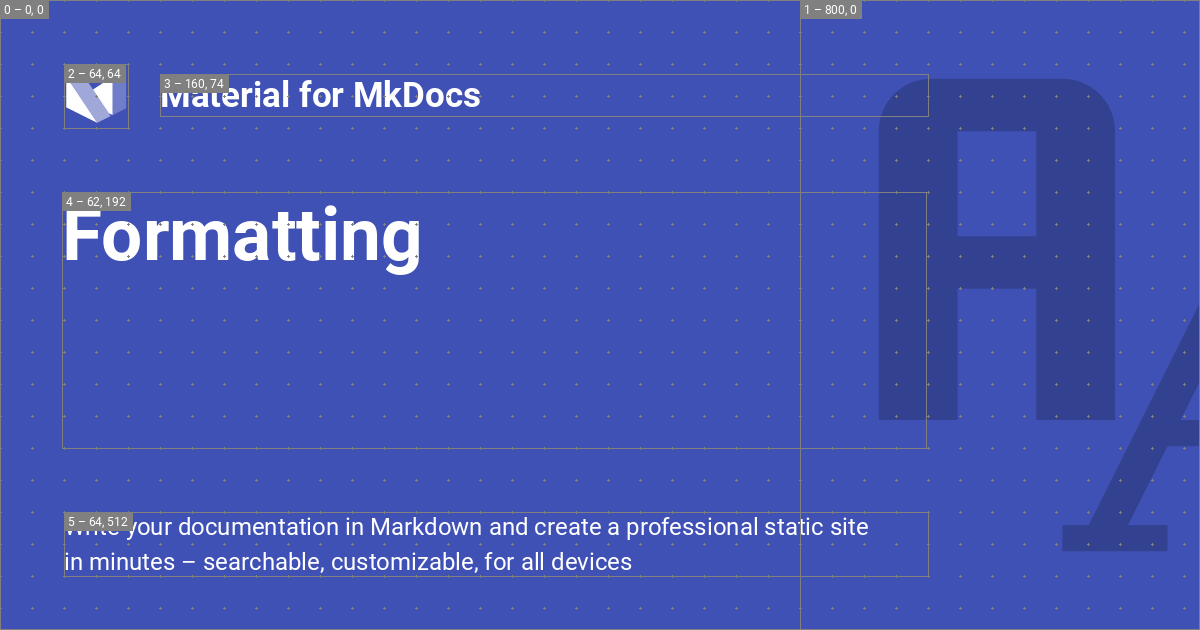 0 – 0, 0
1 – 800, 0
2 – 64, 64
3 – 160, 74
Material for MkDocs
4 – 62, 192
Formatting
5 – 64, 512
Write your documentation in Markdown and create a professional static site
in minutes – searchable, customizable, for all devices
A
A